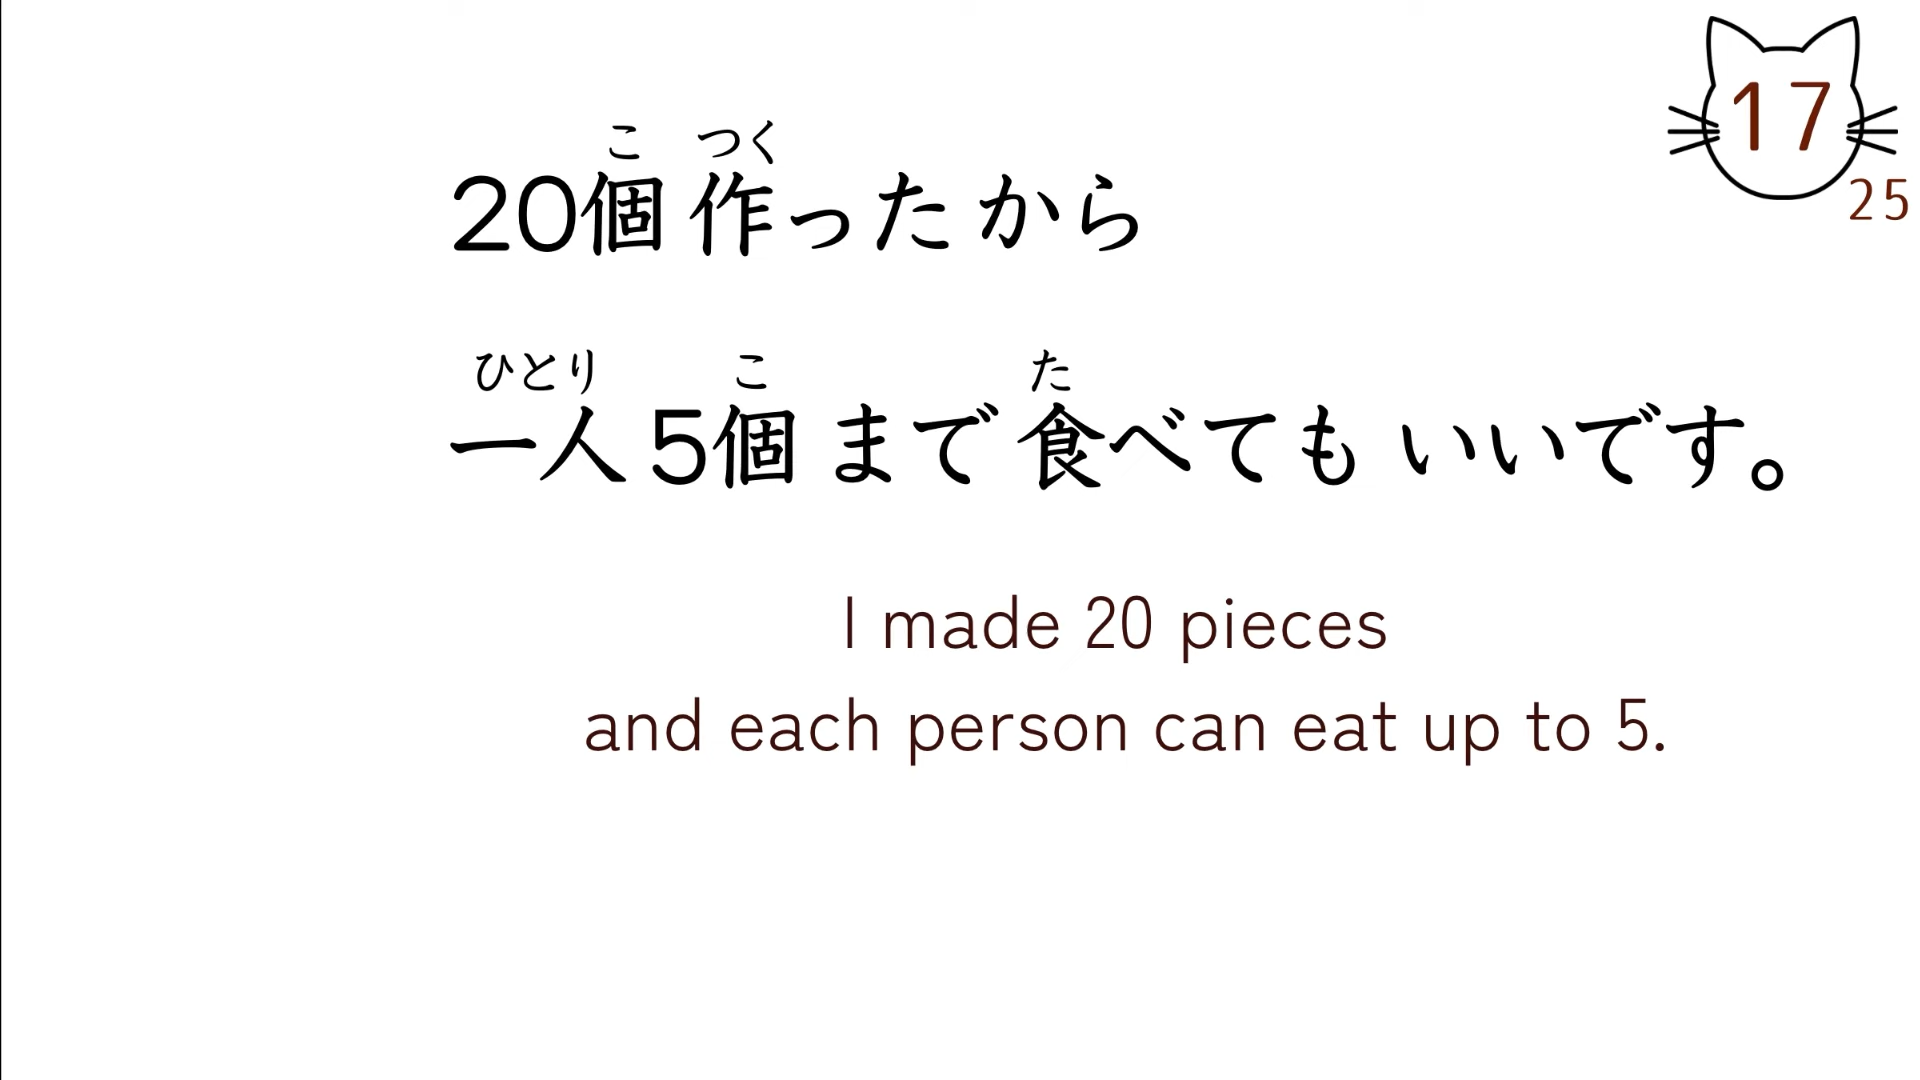 17
25
こ つく
20個 作ったから
ひとり こ た
一人 5個 まで 食べても いいです。
I made 20 pieces
and each person can eat up to 5.